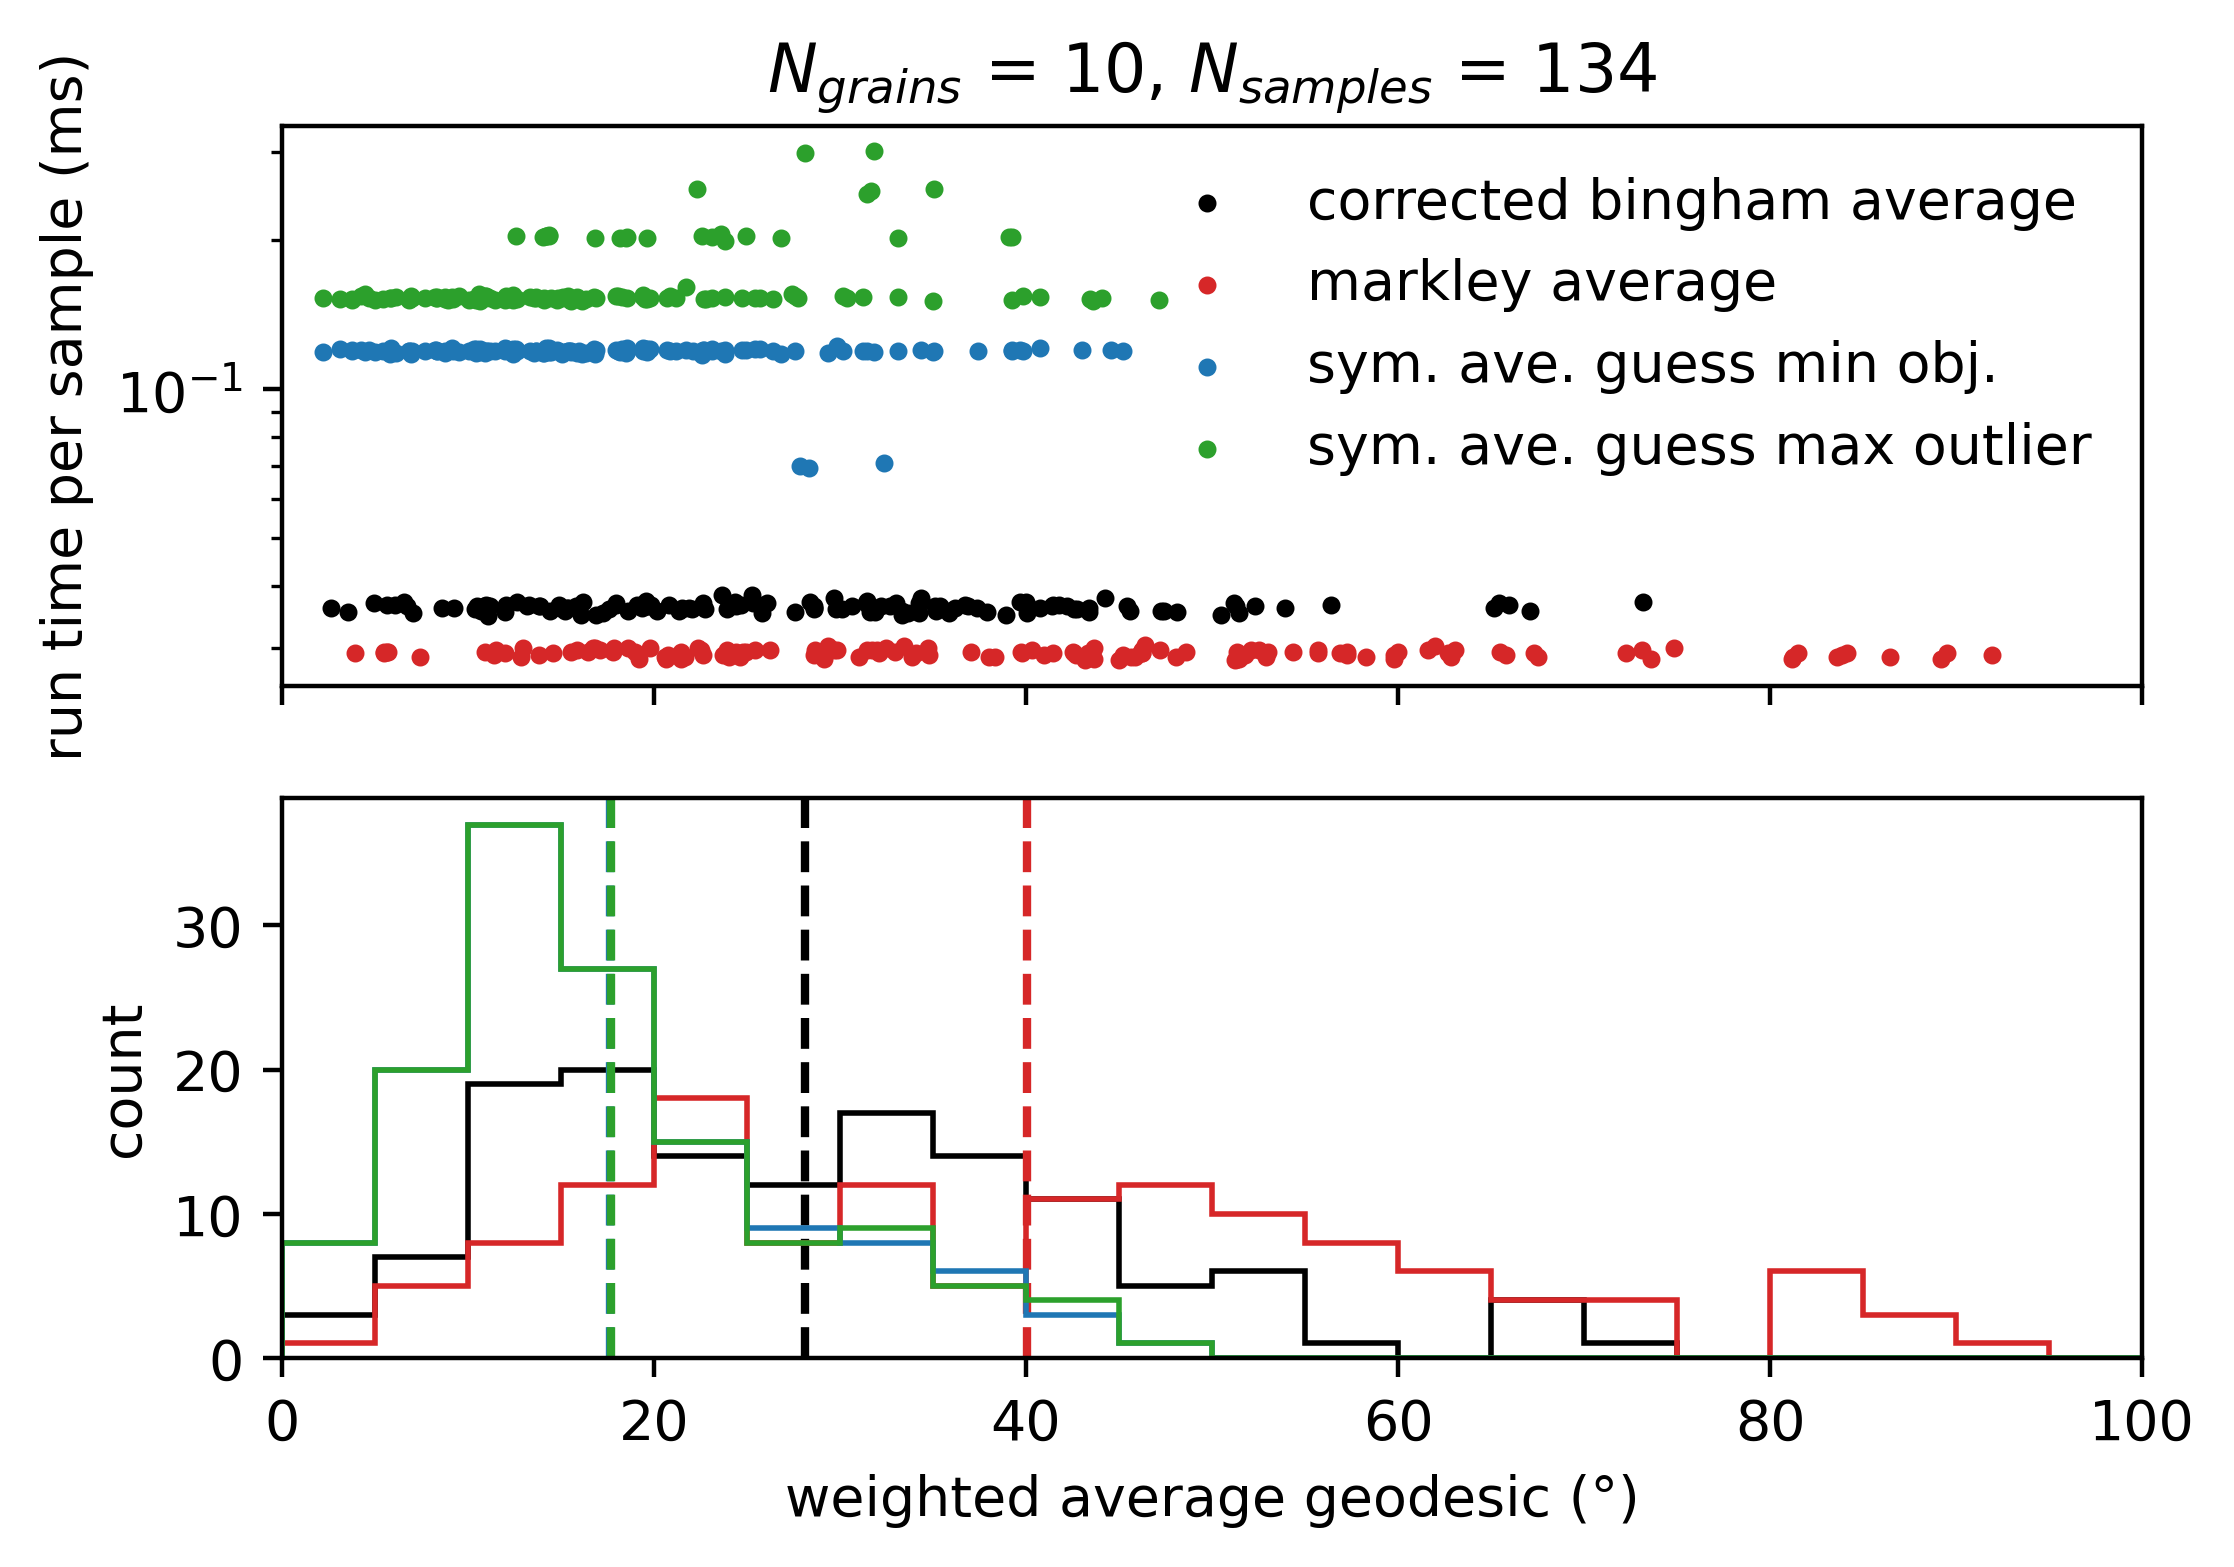 N_grains = 10, N_samples = 134
run time per sample (ms)
10⁻¹
corrected bingham average
markley average
sym. ave. guess min obj.
sym. ave. guess max outlier
count
30
20
10
0
0 20 40 60 80 100
weighted average geodesic (°)